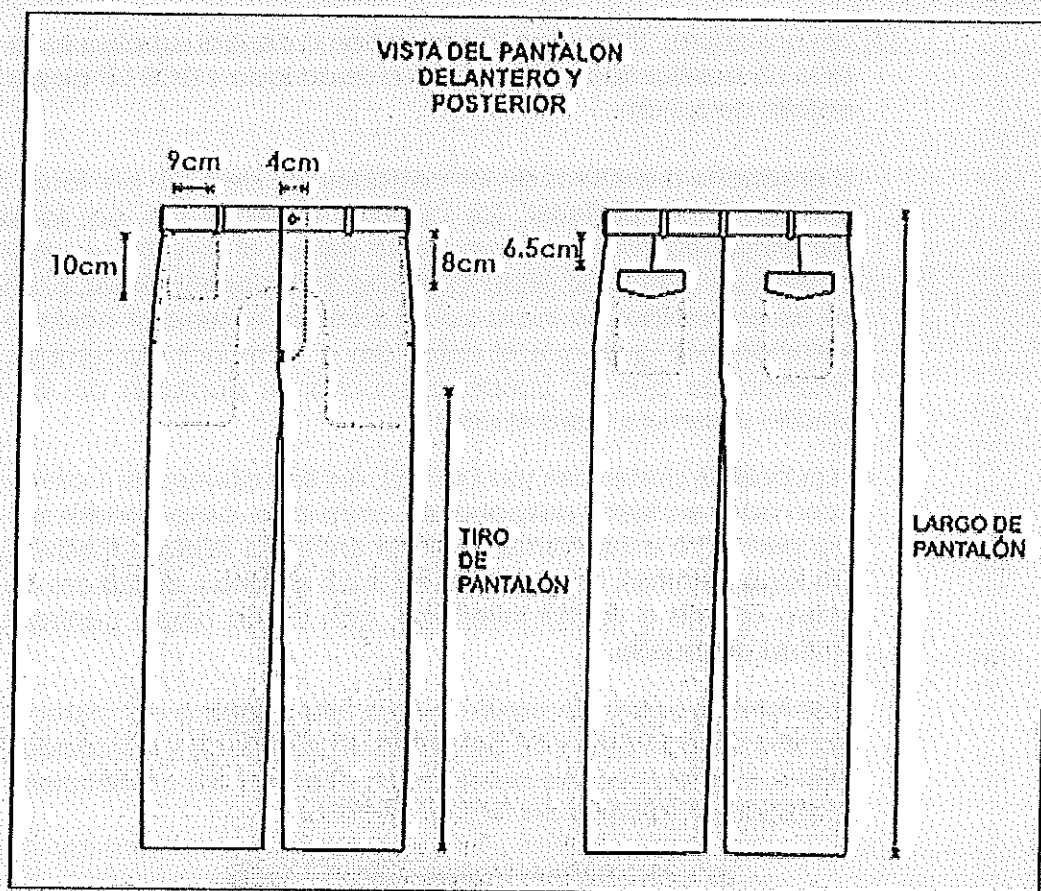 VISTA DEL PANTALON
DELANTERO Y
POSTERIOR
9cm 4cm
10cm
8cm
6.5cm
TIRO
DE
PANTALÓN
LARGO DE
PANTALÓN